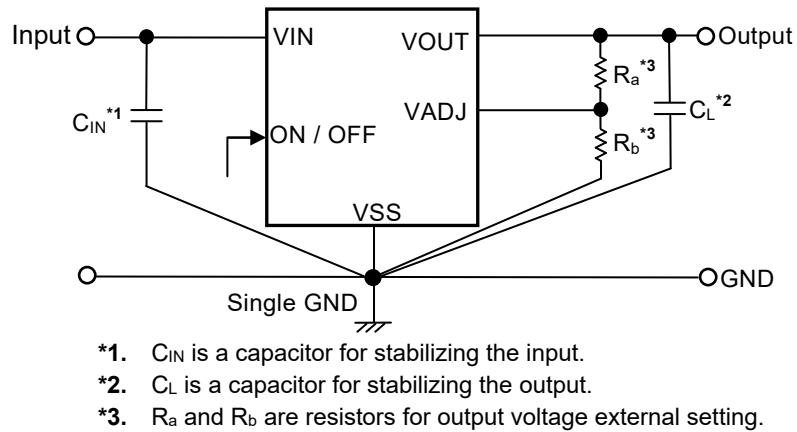 Input
VIN
VOUT
Output
Ra*3
CIN*1
VADJ
CL*2
ON / OFF
Rb*3
VSS
GND
Single GND
*1. CIN is a capacitor for stabilizing the input.
*2. CL is a capacitor for stabilizing the output.
*3. Ra and Rb are resistors for output voltage external setting.